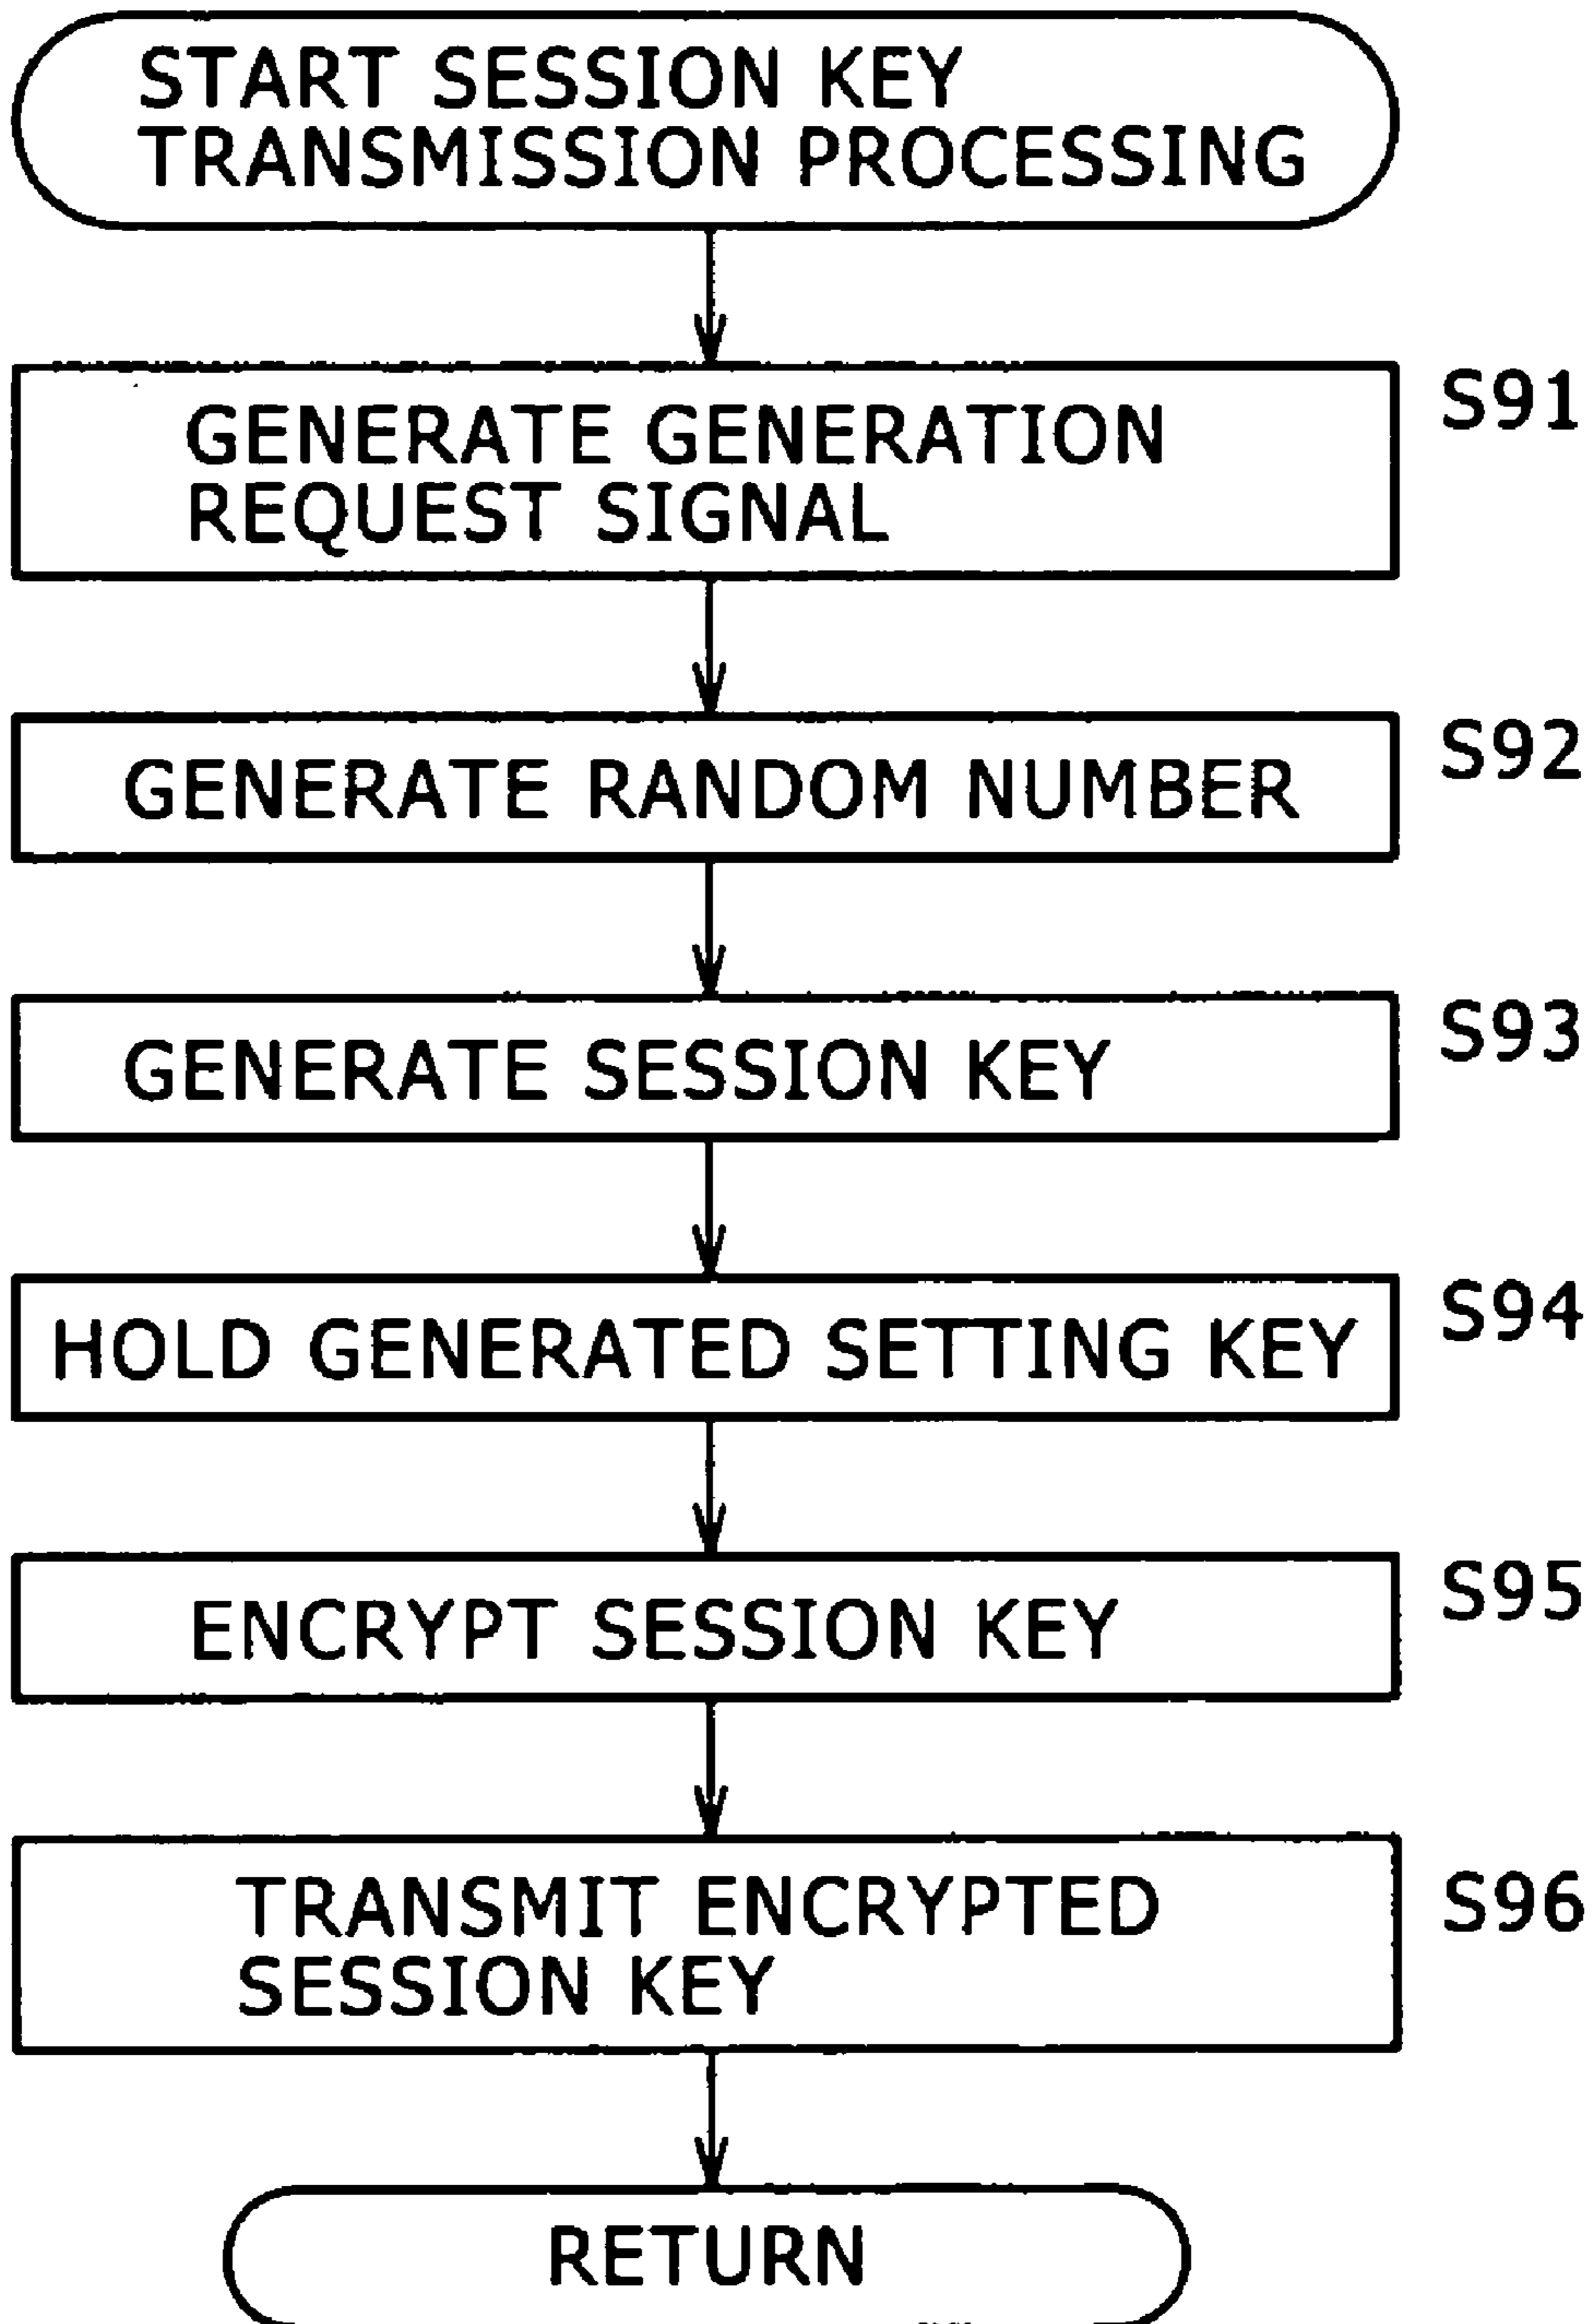 START SESSION KEY
TRANSMISSION PROCESSING
S91
GENERATE GENERATION
REQUEST SIGNAL
S92
GENERATE RANDOM NUMBER
S93
GENERATE SESSION KEY
S94
HOLD GENERATED SETTING KEY
S95
ENCRYPT SESSION KEY
S96
TRANSMIT ENCRYPTED
SESSION KEY
RETURN